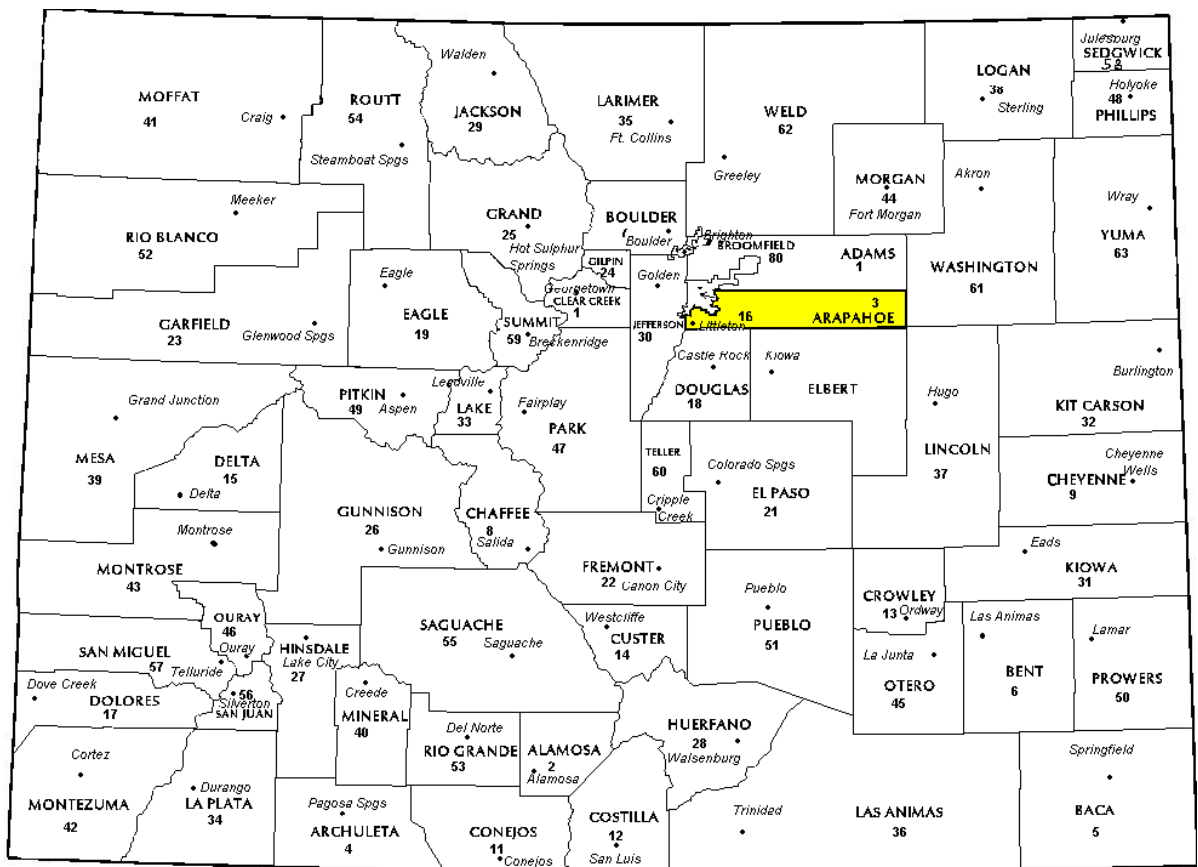 MOFFAT
41
Craig
ROUTT
54
Steamboat Spgs
Walden
JACKSON
29
LARIMER
35
Ft. Collins
WELD
62
Greeley
LOGAN
38
Sterling
Julesburg
SEDGWICK
58
Holyoke
48
PHILLIPS
MORGAN
44
Fort Morgan
Akron
WASHINGTON
61
Wray
YUMA
63
Meeker
RIO BLANCO
52
GRAND
25
Hot Sulphur
Springs
BOULDER
Boulder
Brighton
BROOMFIELD
80
ADAMS
1
GILPIN
24
Georgetown
CLEAR CREEK
1
Golden
JEFFERSON
30
3
16
ARAPAHOE
Littleton
GARFIELD
23
Glenwood Spgs
Eagle
EAGLE
19
SUMMIT
59
Breckenridge
Castle Rock
DOUGLAS
18
Kiowa
ELBERT
Hugo
LINCOLN
37
Burlington
KIT CARSON
32
Grand Junction
MESA
39
PITKIN
49
Aspen
Leadville
LAKE
33
Fairplay
PARK
47
TELLER
60
Cripple
Creek
Colorado Spgs
EL PASO
21
Cheyenne
Wells
CHEYENNE
9
DELTA
15
Delta
GUNNISON
26
Gunnison
CHAFFEE
8
Salida
Montrose
MONTROSE
43
FREMONT
22
Canon City
Pueblo
PUEBLO
51
CROWLEY
13
Ordway
Eads
KIOWA
31
OURAY
46
Ouray
SAN MIGUEL
57
Telluride
HINSDALE
Lake City
27
SAGUACHE
55
Saguache
Westcliffe
CUSTER
14
La Junta
OTERO
45
Las Animas
BENT
6
Lamar
PROWERS
50
Dove Creek
DOLORES
17
56
Silverton
SAN JUAN
Creede
MINERAL
40
Del Norte
RIO GRANDE
53
ALAMOSA
2
Alamosa
HUERFANO
28
Walsenburg
Cortez
MONTEZUMA
42
Durango
LA PLATA
34
Pagosa Spgs
ARCHULETA
4
CONEJOS
11
Conejos
COSTILLA
12
San Luis
Trinidad
LAS ANIMAS
36
Springfield
BACA
5